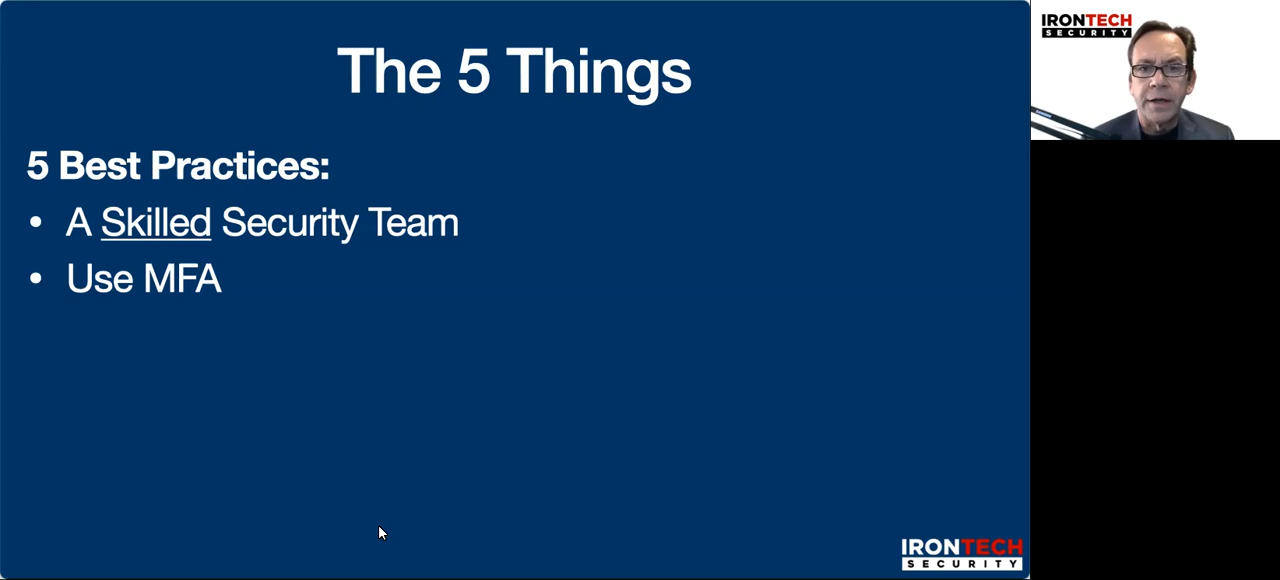 The 5 Things
5 Best Practices:
• A Skilled Security Team
• Use MFA
IRONTECH
SECURITY
IRONTECH
SECURITY